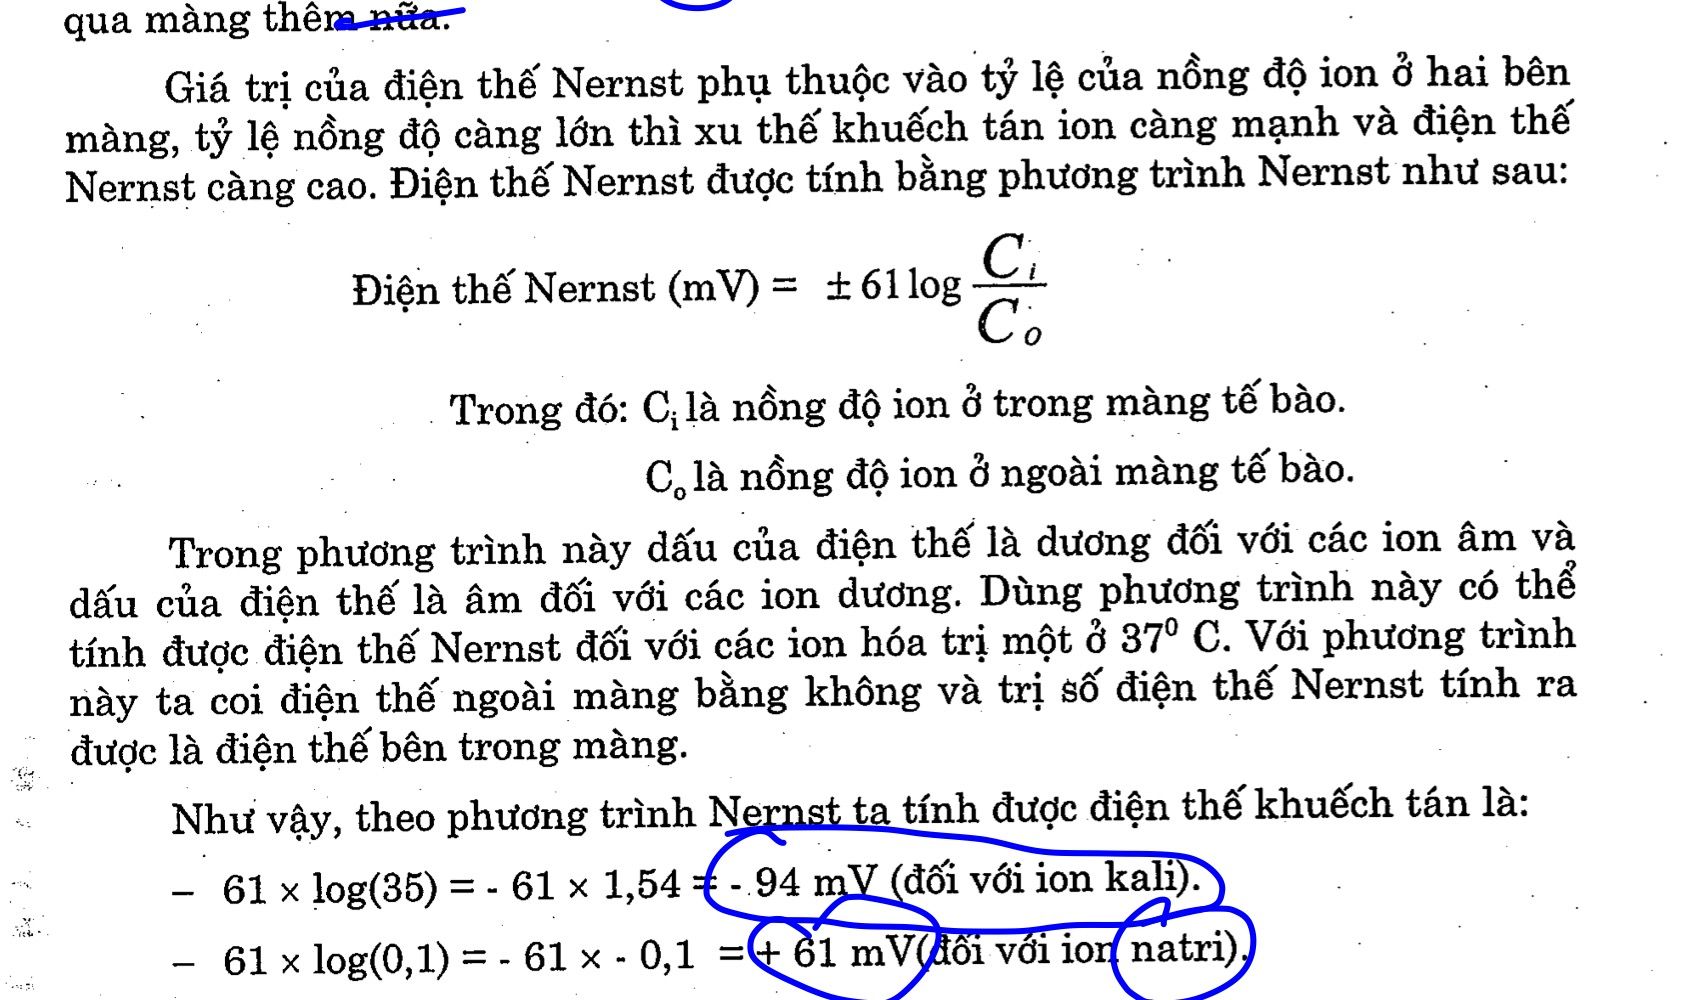 qua màng thêm nữa.
Giá trị của điện thế Nernst phụ thuộc vào tỷ lệ của nồng độ ion ở hai bên
màng, tỷ lệ nồng độ càng lớn thì xu thế khuếch tán ion càng mạnh và điện thế
Nernst càng cao. Điện thế Nernst được tính bằng phương trình Nernst như sau:
Điện thế Nernst (mV) = ± 61 log C_i / C_o
Trong đó: C_i là nồng độ ion ở trong màng tế bào.
C_o là nồng độ ion ở ngoài màng tế bào.
Trong phương trình này dấu của điện thế là dương đối với các ion âm và
dấu của điện thế là âm đối với các ion dương. Dùng phương trình này có thể
tính được điện thế Nernst đối với các ion hóa trị một ở 37⁰ C. Với phương trình
này ta coi điện thế ngoài màng bằng không và trị số điện thế Nernst tính ra
được là điện thế bên trong màng.
Như vậy, theo phương trình Nernst ta tính được điện thế khuếch tán là:
– 61 × log(35) = - 61 × 1,54 = - 94 mV (đối với ion kali).
– 61 × log(0,1) = - 61 × - 0,1 = + 61 mV(đối với ion natri).